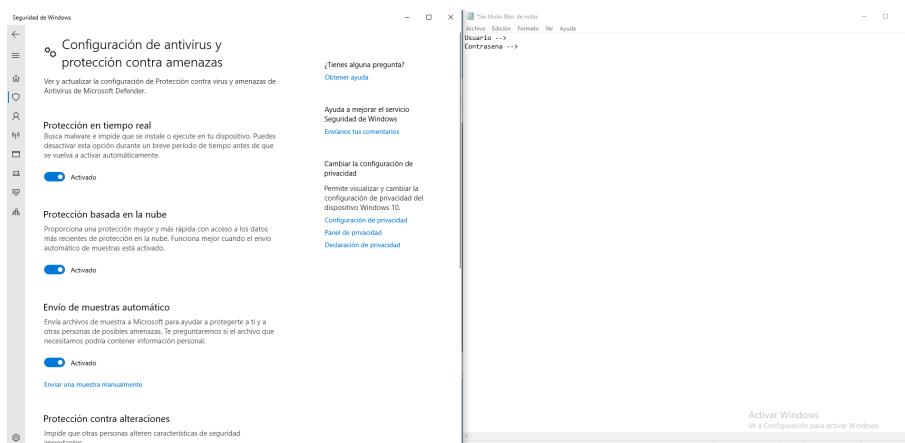 Seguridad de Windows
Configuración de antivirus y
protección contra amenazas
Ver y actualizar la configuración de Protección contra virus y amenazas de
Antivirus de Microsoft Defender.
Protección en tiempo real
Busca malware e impide que se instale o ejecute en tu dispositivo. Puedes
desactivar esta opción durante un breve período de tiempo antes de que
se vuelva a activar automáticamente.
Activado
Protección basada en la nube
Proporciona una protección mayor y más rápida con acceso a los datos
más recientes de protección en la nube. Funciona mejor cuando el envío
automático de muestras está activado.
Activado
Envío de muestras automático
Envía archivos de muestra a Microsoft para ayudar a protegerte a ti y a
otras personas de posibles amenazas. Te preguntaremos si el archivo que
necesitamos podría contener información personal.
Activado
Enviar una muestra manualmente
Protección contra alteraciones
Impide que otras personas alteren características de seguridad
importantes.
¿Tienes alguna pregunta?
Obtener ayuda
Ayuda a mejorar el servicio
Seguridad de Windows
Envíanos tus comentarios
Cambiar la configuración de
privacidad
Permite visualizar y cambiar la
configuración de privacidad del
dispositivo Windows 10.
Configuración de privacidad
Panel de privacidad
Declaración de privacidad
*Sin título: Bloc de notas
Archivo Edición Formato Ver Ayuda
Usuario -->
Contrasena -->
Activar Windows
Ve a Configuración para activar Windows.